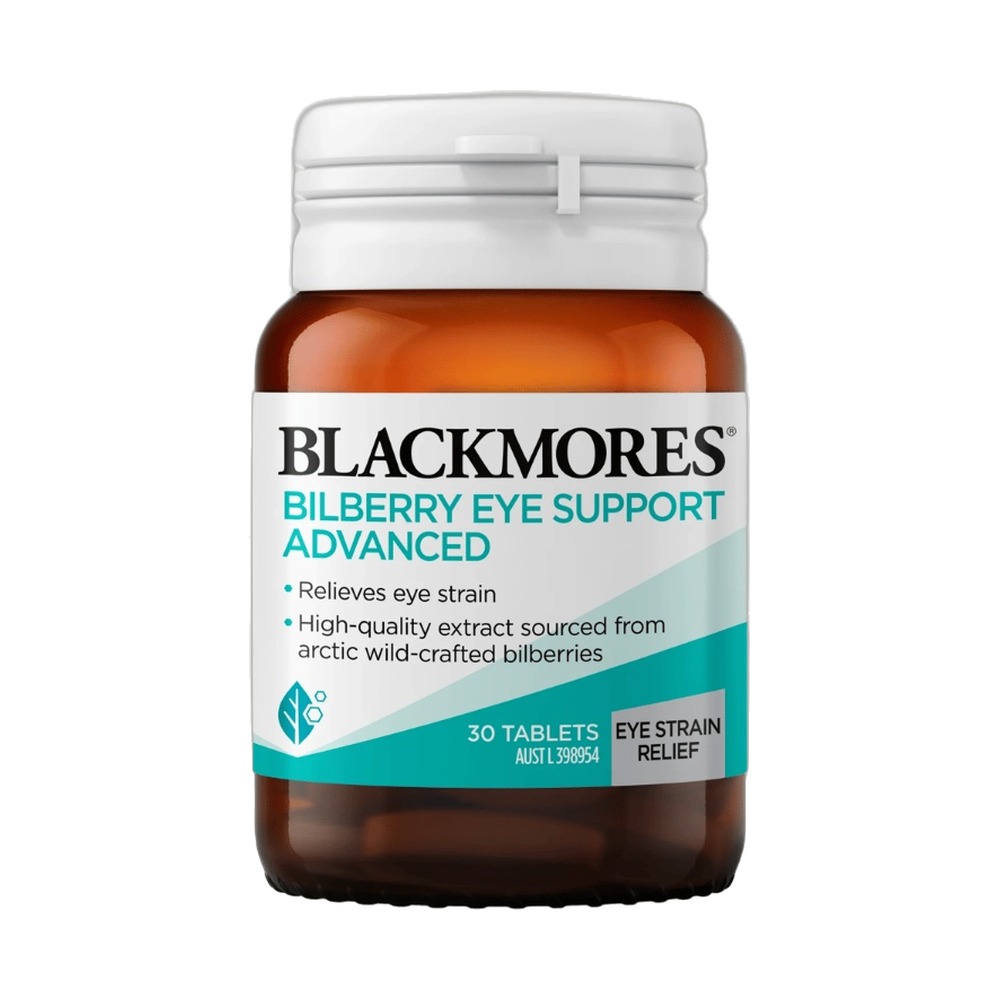 BLACKMORES®
BILBERRY EYE SUPPORT
ADVANCED
• Relieves eye strain
• High-quality extract sourced from
arctic wild-crafted bilberries
30 TABLETS
AUST L 398954
EYE STRAIN
RELIEF